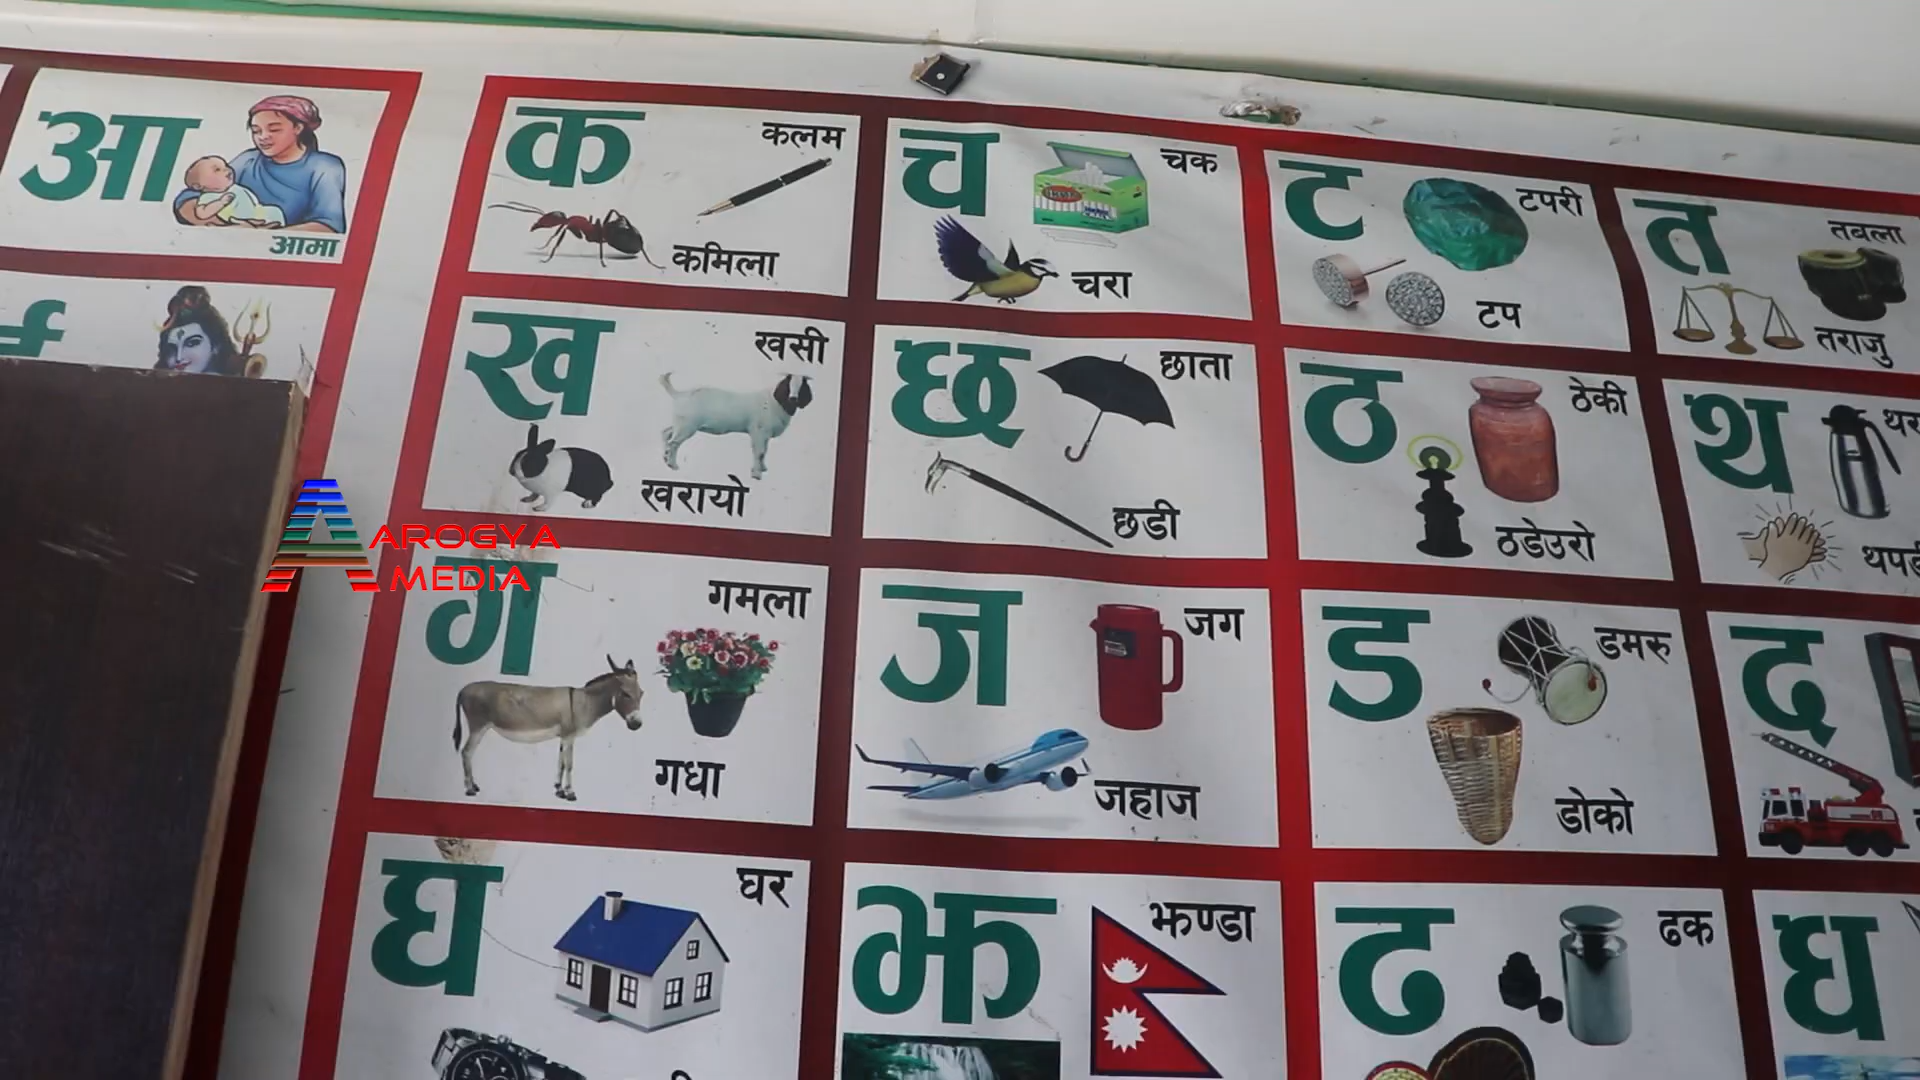 आ
आमा
क
कलम
कमिला
च
चक
चरा
ट
टपरी
टप
त
तबला
तराजु
ख
खसी
खरायो
छ
छाता
छडी
ठ
ठेकी
ठडेउरो
थ
AROGYA
MEDIA
ग
गमला
गधा
ज
जग
जहाज
ड
डमरु
डोको
द
घ
घर
झ
झण्डा
ढ
ढक
ध